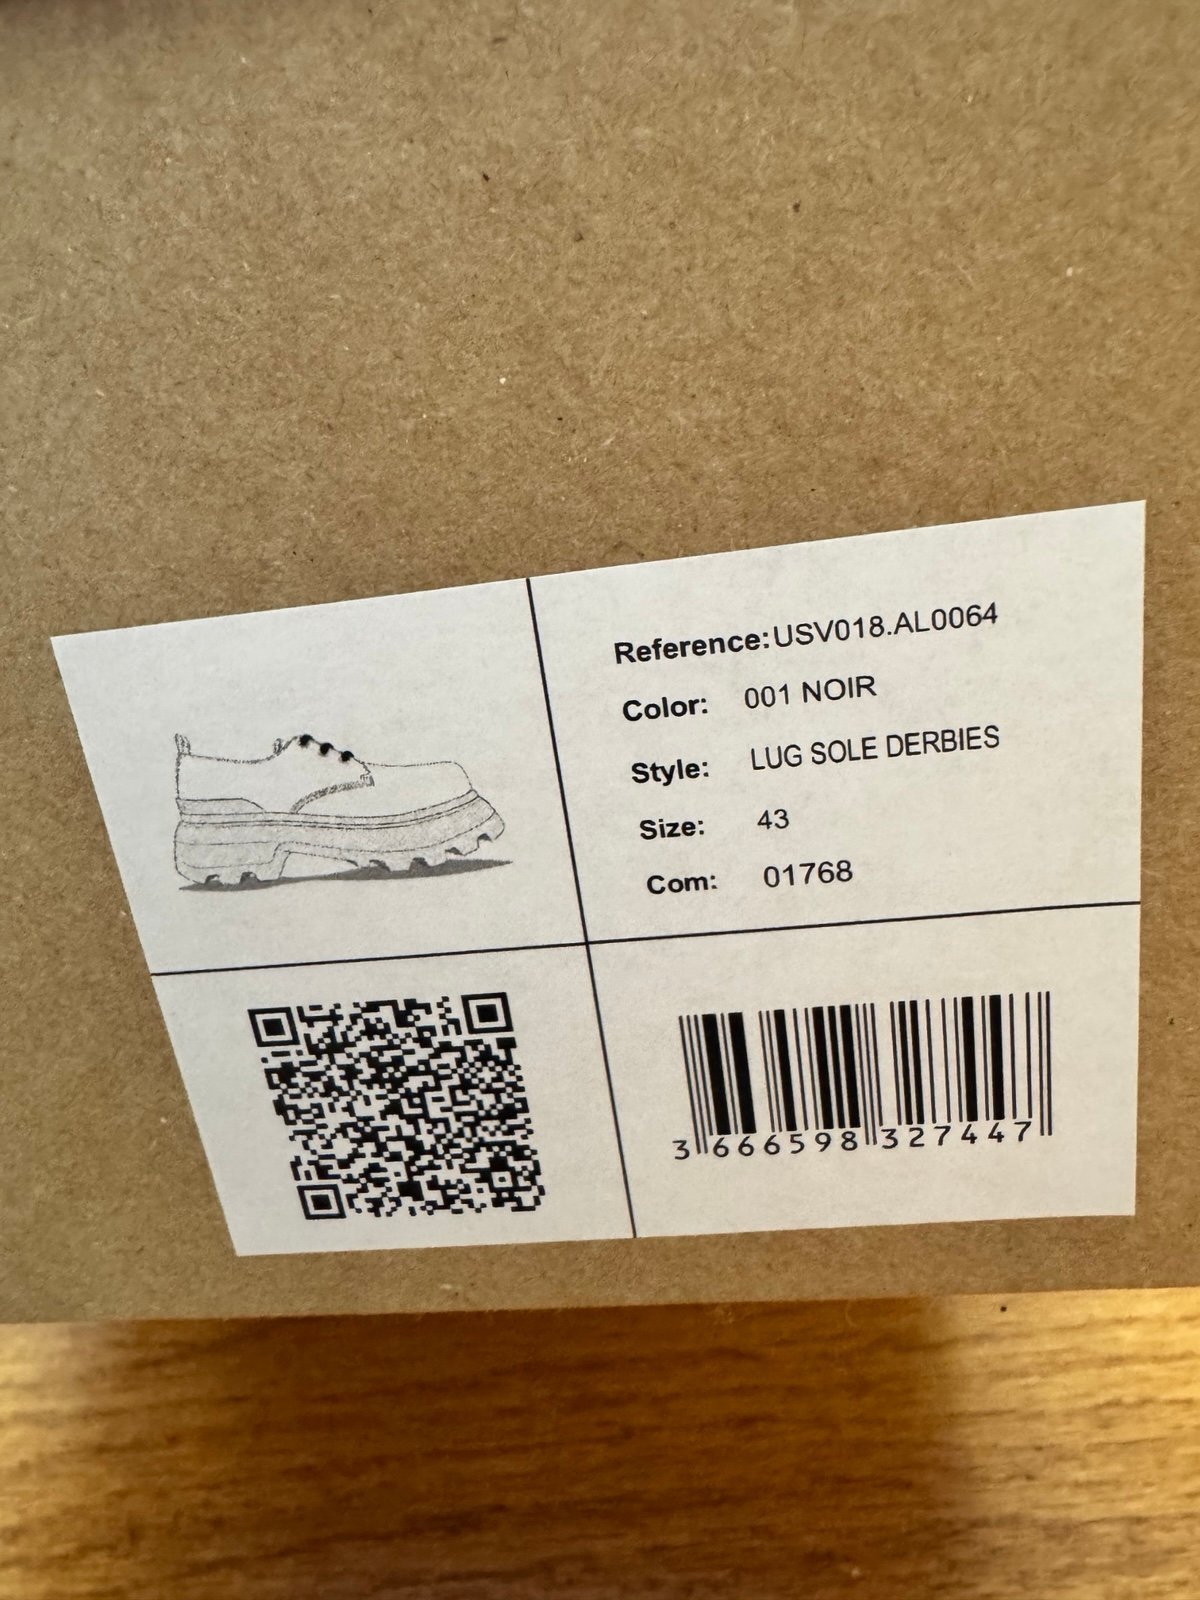 Reference: USV018.AL0064
Color: 001 NOIR
Style: LUG SOLE DERBIES
Size: 43
Com: 01768
3 666598 327447